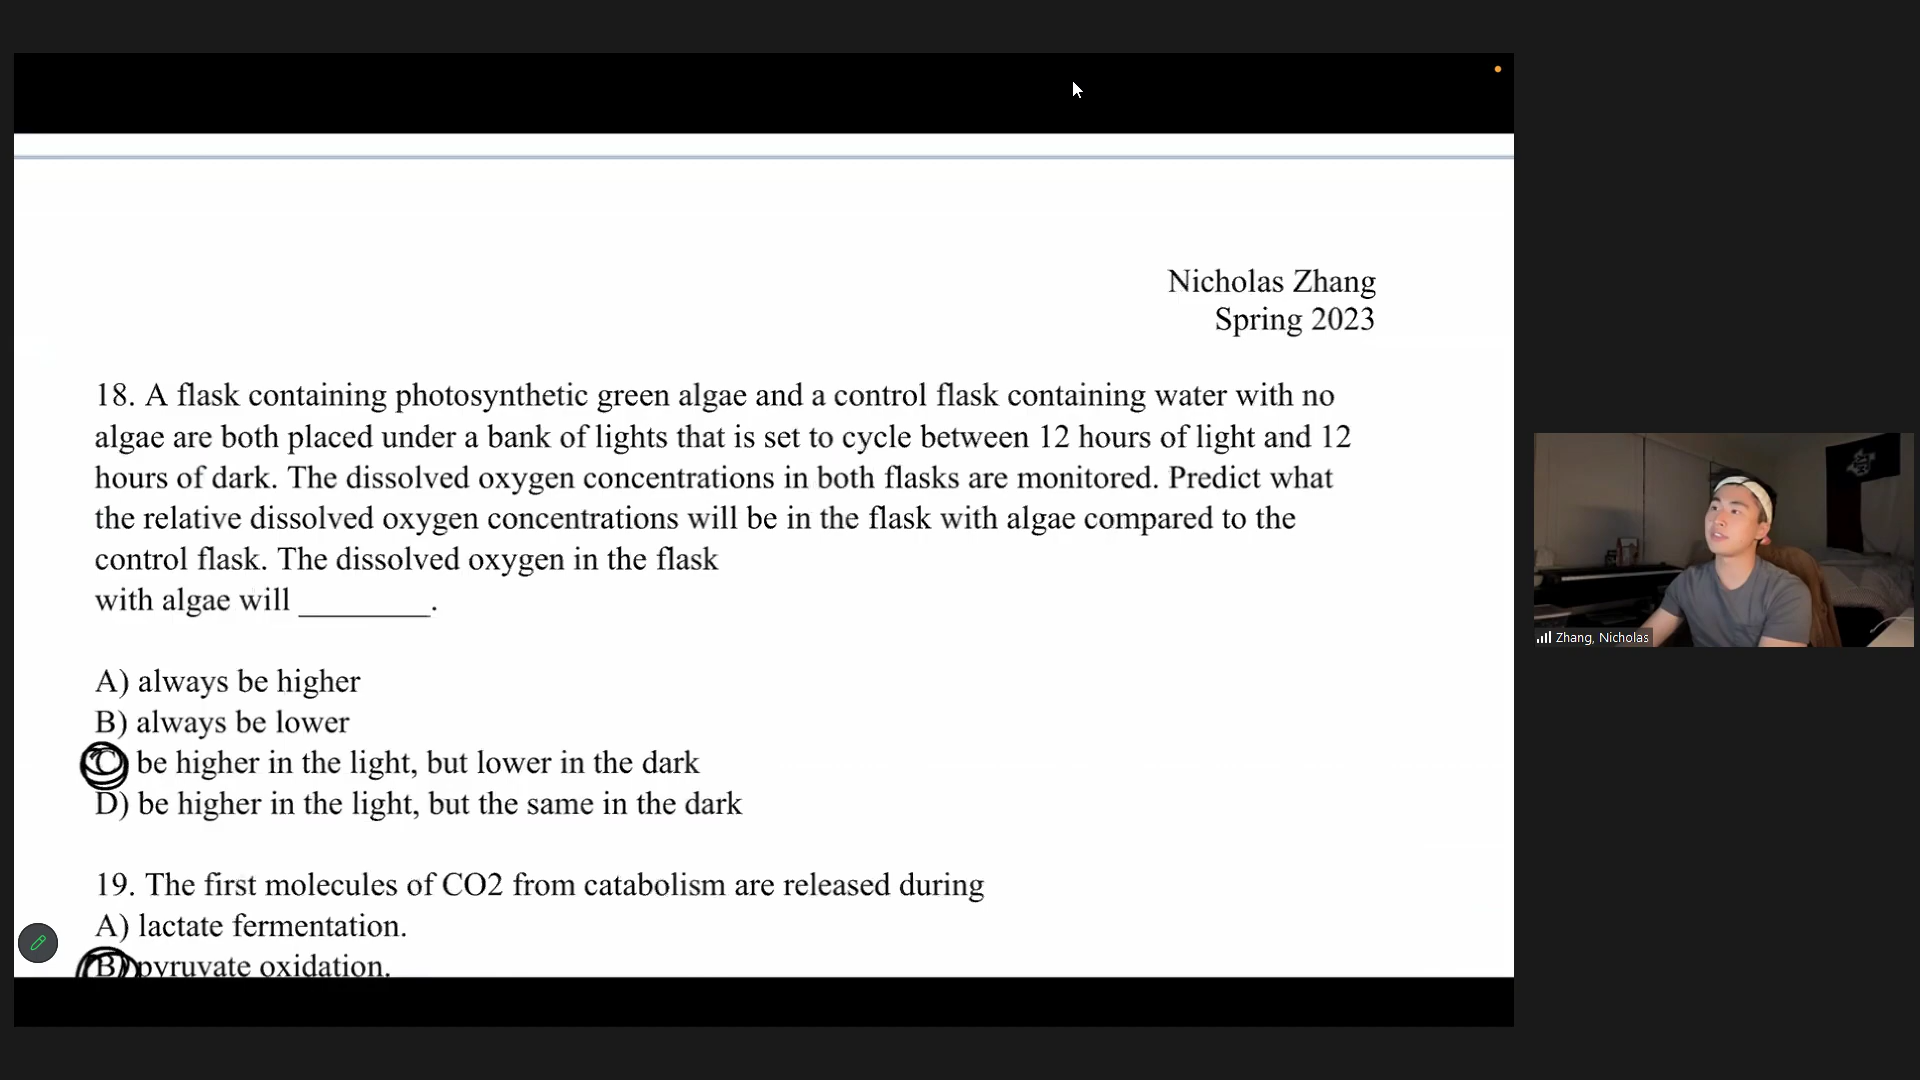 Nicholas Zhang
Spring 2023
18. A flask containing photosynthetic green algae and a control flask containing water with no
algae are both placed under a bank of lights that is set to cycle between 12 hours of light and 12
hours of dark. The dissolved oxygen concentrations in both flasks are monitored. Predict what
the relative dissolved oxygen concentrations will be in the flask with algae compared to the
control flask. The dissolved oxygen in the flask
with algae will ________.
A) always be higher
B) always be lower
C) be higher in the light, but lower in the dark
D) be higher in the light, but the same in the dark
19. The first molecules of CO2 from catabolism are released during
A) lactate fermentation.
B) pyruvate oxidation.
Zhang, Nicholas